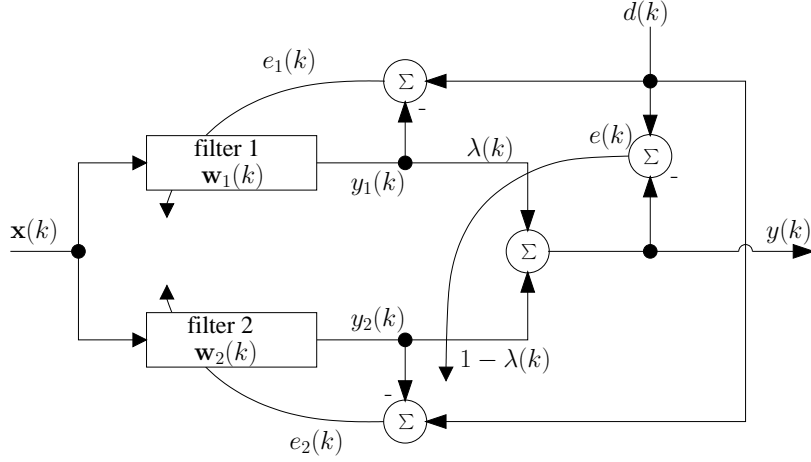 d(k)
e₁(k)
Σ
-
e(k)
Σ
-
filter 1
w₁(k)
λ(k)
y₁(k)
x(k)
Σ
y(k)
y₂(k)
filter 2
w₂(k)
1 − λ(k)
-
Σ
e₂(k)